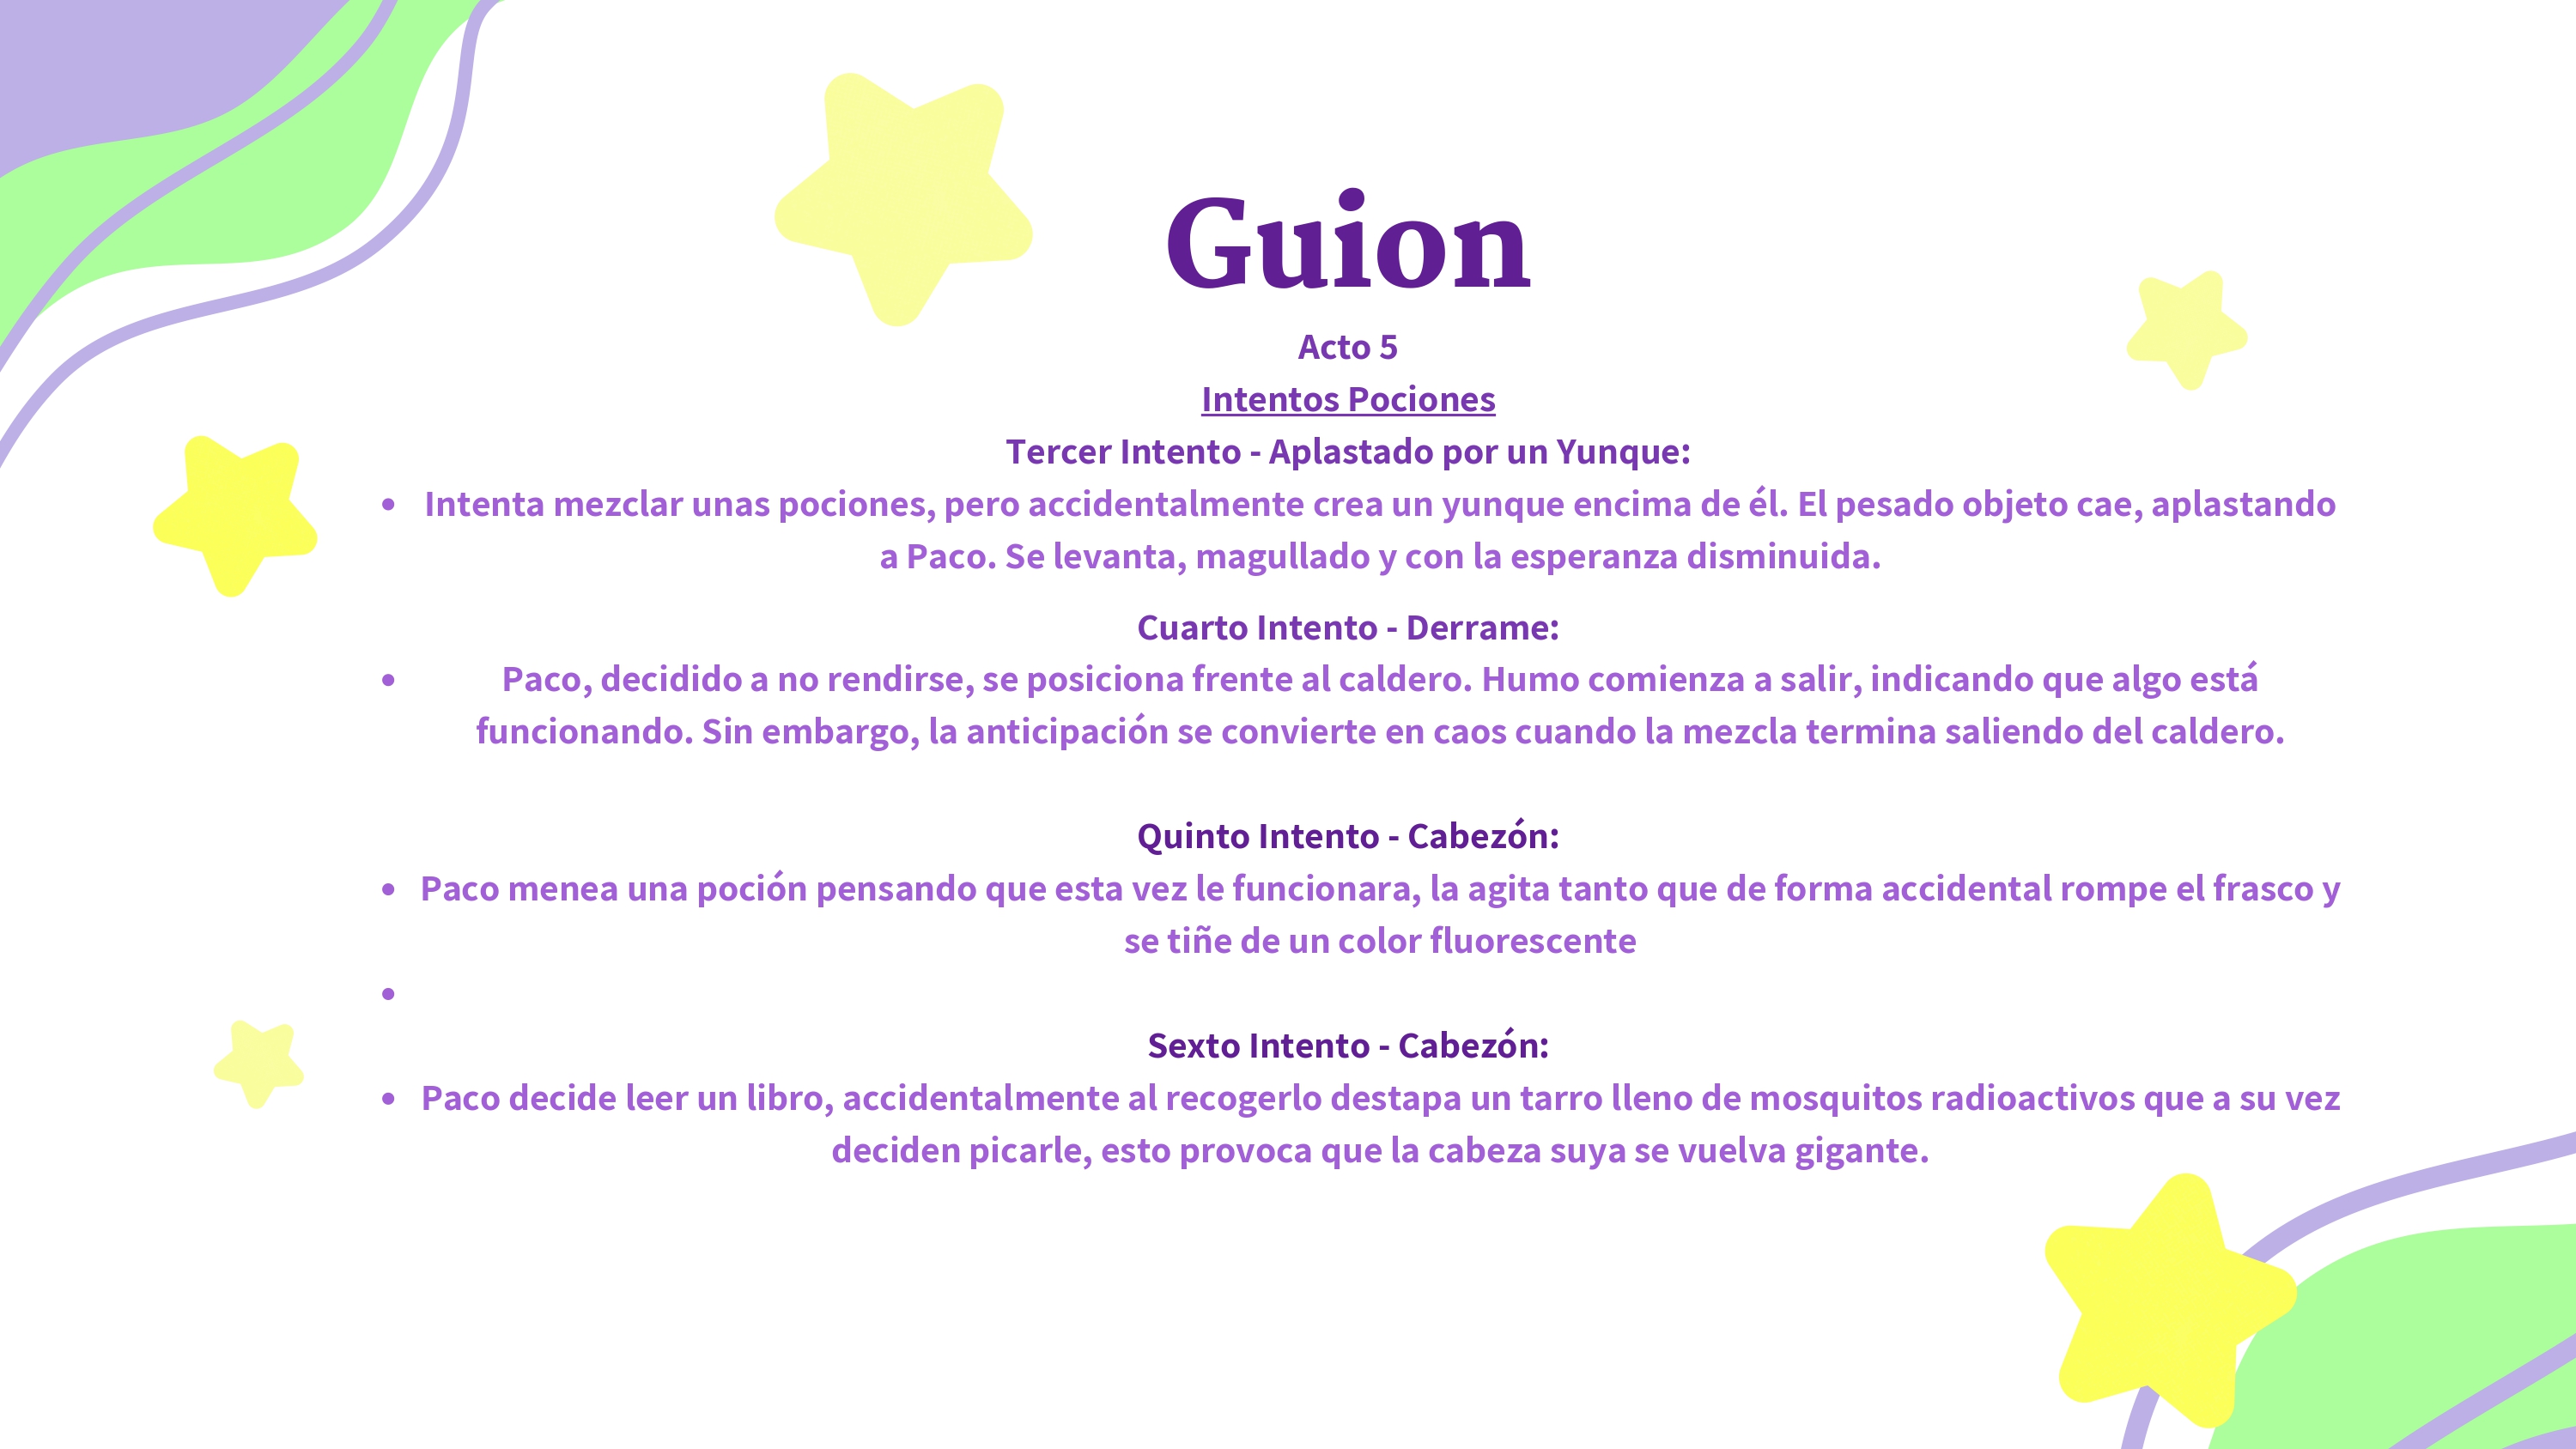 Guion
Acto 5
Intentos Pociones
Tercer Intento - Aplastado por un Yunque:
• Intenta mezclar unas pociones, pero accidentalmente crea un yunque encima de él. El pesado objeto cae, aplastando
a Paco. Se levanta, magullado y con la esperanza disminuida.
Cuarto Intento - Derrame:
• Paco, decidido a no rendirse, se posiciona frente al caldero. Humo comienza a salir, indicando que algo está
funcionando. Sin embargo, la anticipación se convierte en caos cuando la mezcla termina saliendo del caldero.
Quinto Intento - Cabezón:
• Paco menea una poción pensando que esta vez le funcionara, la agita tanto que de forma accidental rompe el frasco y
se tiñe de un color fluorescente
•
Sexto Intento - Cabezón:
• Paco decide leer un libro, accidentalmente al recogerlo destapa un tarro lleno de mosquitos radioactivos que a su vez
deciden picarle, esto provoca que la cabeza suya se vuelva gigante.